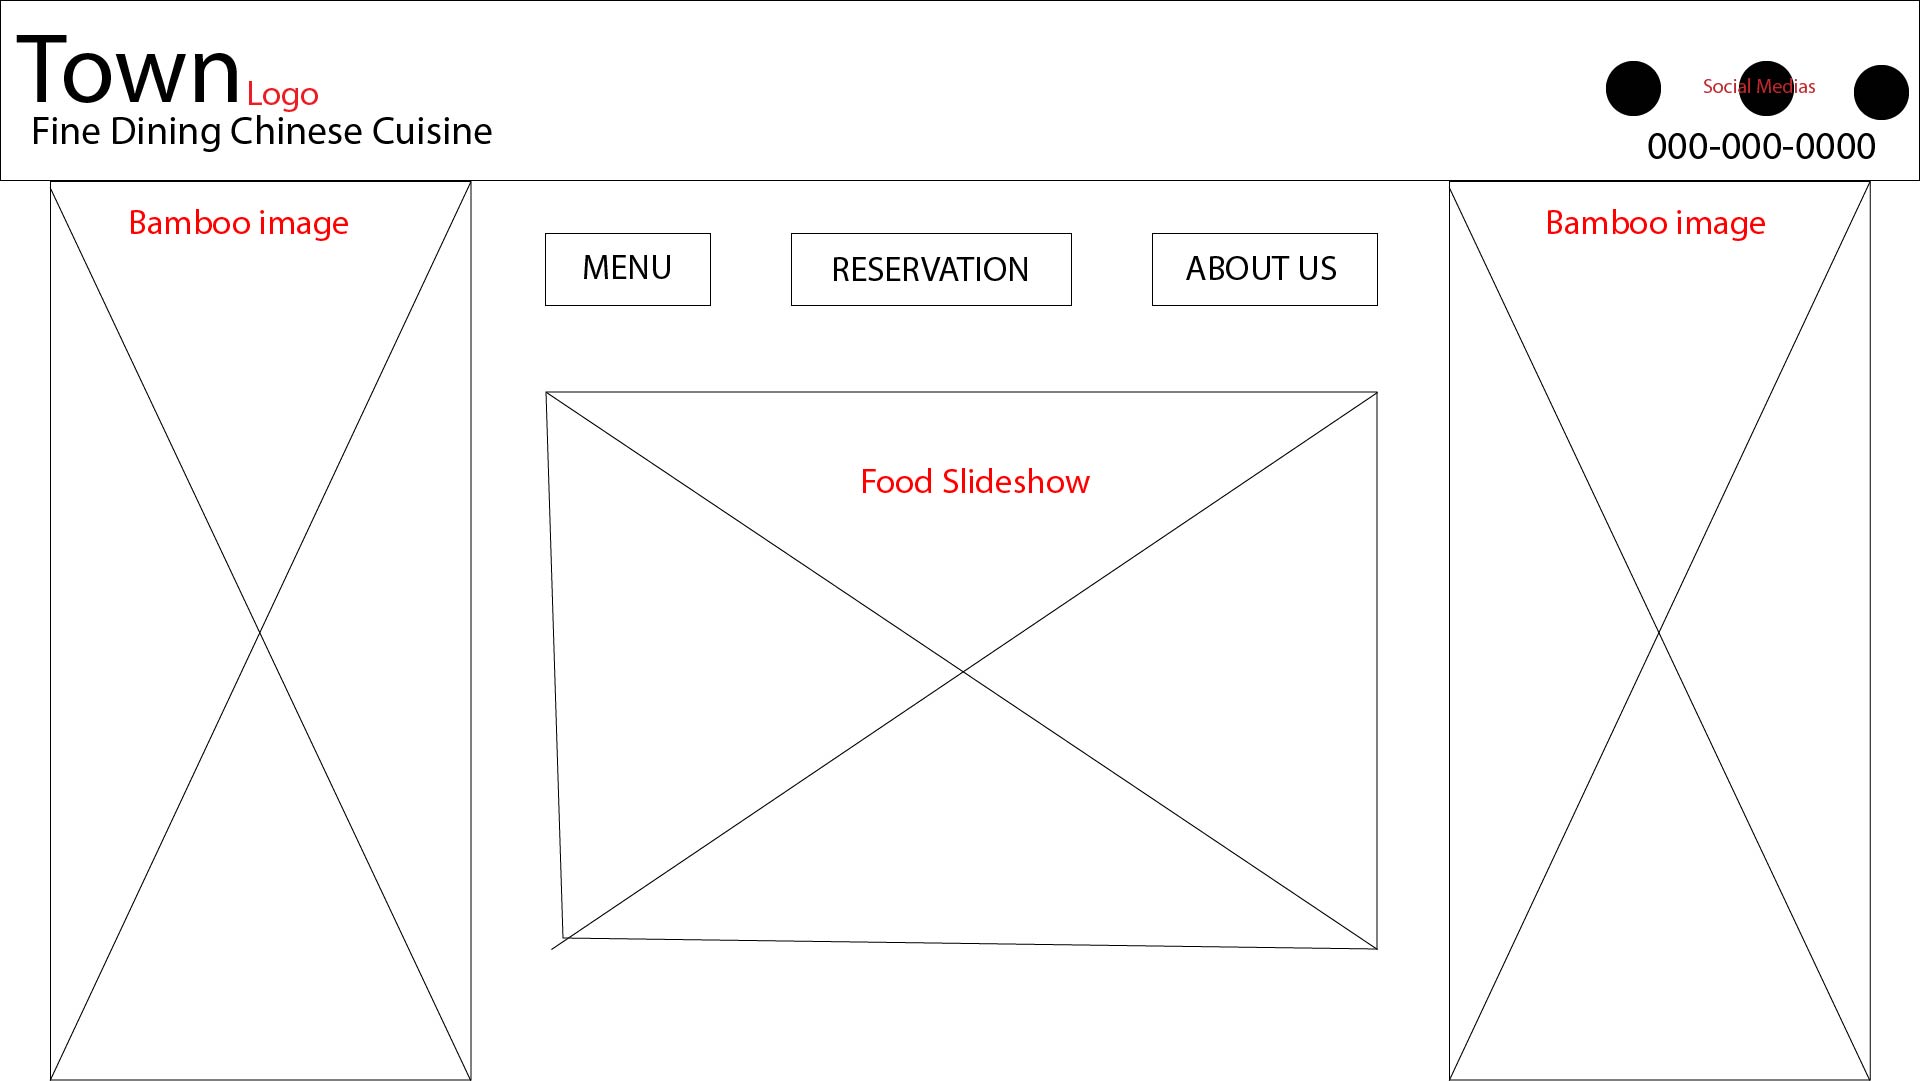 Town
Logo
Fine Dining Chinese Cuisine
Social Medias
000-000-0000
Bamboo image
MENU
RESERVATION
ABOUT US
Bamboo image
Food Slideshow